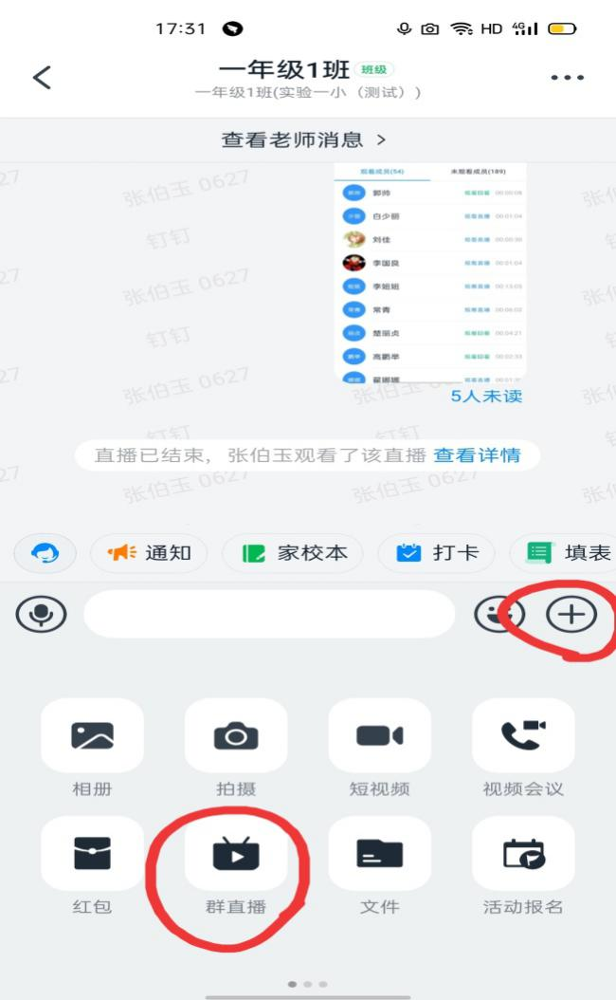 17:31 HD 4G
一年级1班 班级
一年级1班(实验一小（测试）)
查看老师消息 >
张伯玉 0627
钉钉
观看成员(54) 未观看成员(189)
郭帅 观看回看 00:00:08
白少丽 观看直播 00:01:04
刘佳 观看直播 00:00:30
李国良 观看直播 00:01:04
李妞妞 观看直播 00:13:05
常青 观看直播 00:06:02
楚丽贞 观看回看 00:04:21
高鹏举 观看回看 00:02:33
翟娜娜 观看直播
5人未读
直播已结束，张伯玉观看了该直播 查看详情
通知 家校本 打卡 填表
相册 拍摄 短视频 视频会议
红包 群直播 文件 活动报名